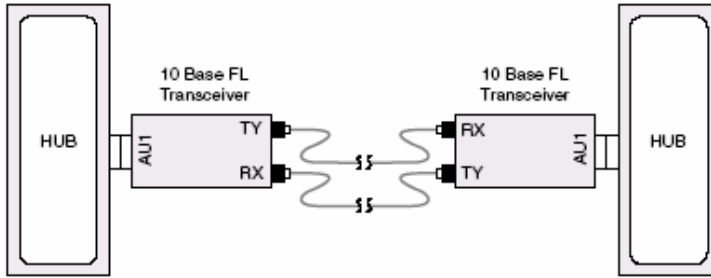 10 Base FL
Transceiver
10 Base FL
Transceiver
HUB
AU1
TY
RX
RX
TY
AU1
HUB